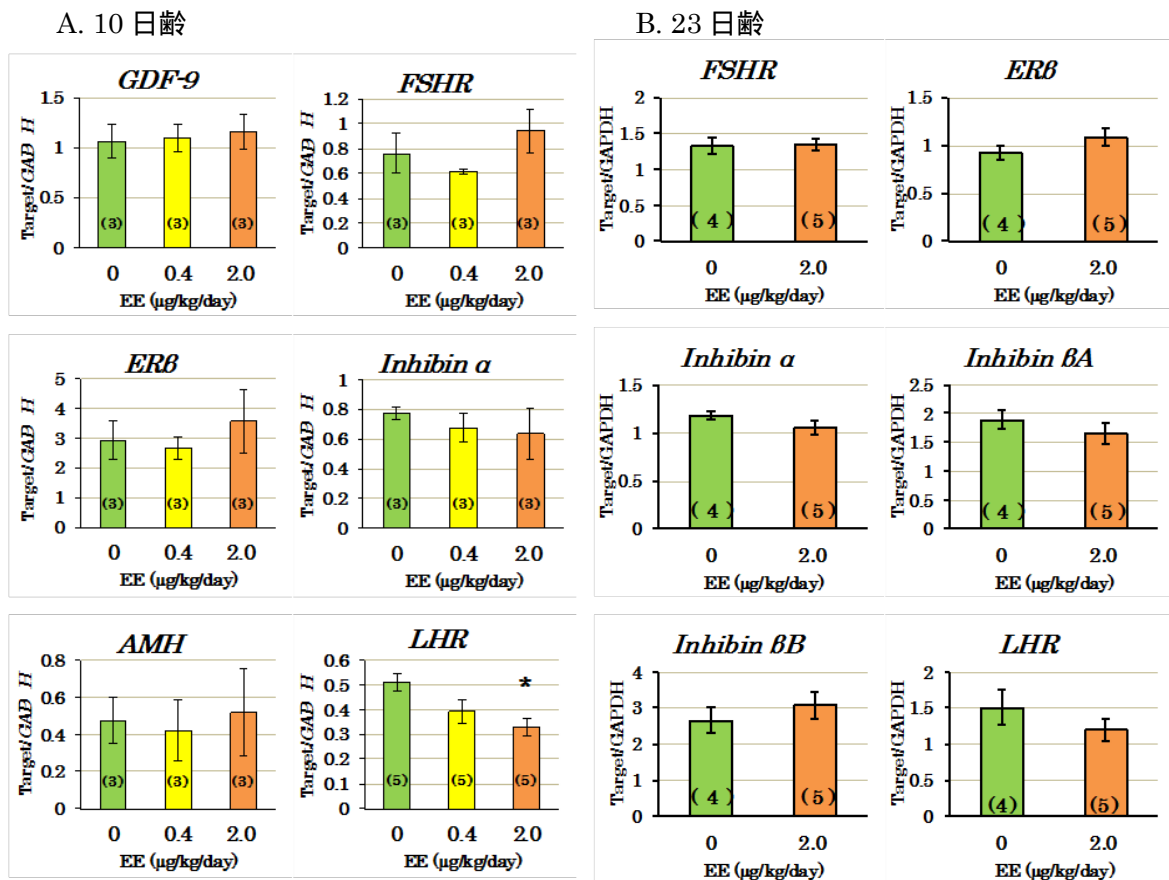 A. 10 日齢
GDF-9
Target/GAD H
1.5
1
0.5
0
(3) (3) (3)
0 0.4 2.0
EE (μg/kg/day)
FSHR
1.2
1
0.8
0.6
0.4
0.2
0
(3) (3) (3)
0 0.4 2.0
EE (μg/kg/day)
ERβ
Target/GAD H
5
4
3
2
1
0
(3) (3) (3)
0 0.4 2.0
EE (μg/kg/day)
Inhibin α
1
0.8
0.6
0.4
0.2
0
(3) (3) (3)
0 0.4 2.0
EE (μg/kg/day)
AMH
Target/GAD H
0.8
0.6
0.4
0.2
0
(3) (3) (3)
0 0.4 2.0
EE (μg/kg/day)
LHR
0.6
0.5
0.4
0.3
0.2
0.1
0
*
(5) (5) (5)
0 0.4 2.0
EE (μg/kg/day)
B. 23 日齢
FSHR
Target/GAPDH
2
1.5
1
0.5
0
(4) (5)
0 2.0
EE (μg/kg/day)
ERβ
Target/GAPDH
1.5
1
0.5
0
(4) (5)
0 2.0
EE (μg/kg/day)
Inhibin α
Target/GAPDH
1.5
1
0.5
0
(4) (5)
0 2.0
EE (μg/kg/day)
Inhibin βA
Target/GAPDH
2.5
2
1.5
1
0.5
0
(4) (5)
0 2.0
EE (μg/kg/day)
Inhibin βB
Target/GAPDH
4
3
2
1
0
(4) (5)
0 2.0
EE (μg/kg/day)
LHR
Target/GAPDH
2
1.5
1
0.5
0
(4) (5)
0 2.0
EE (μg/kg/day)